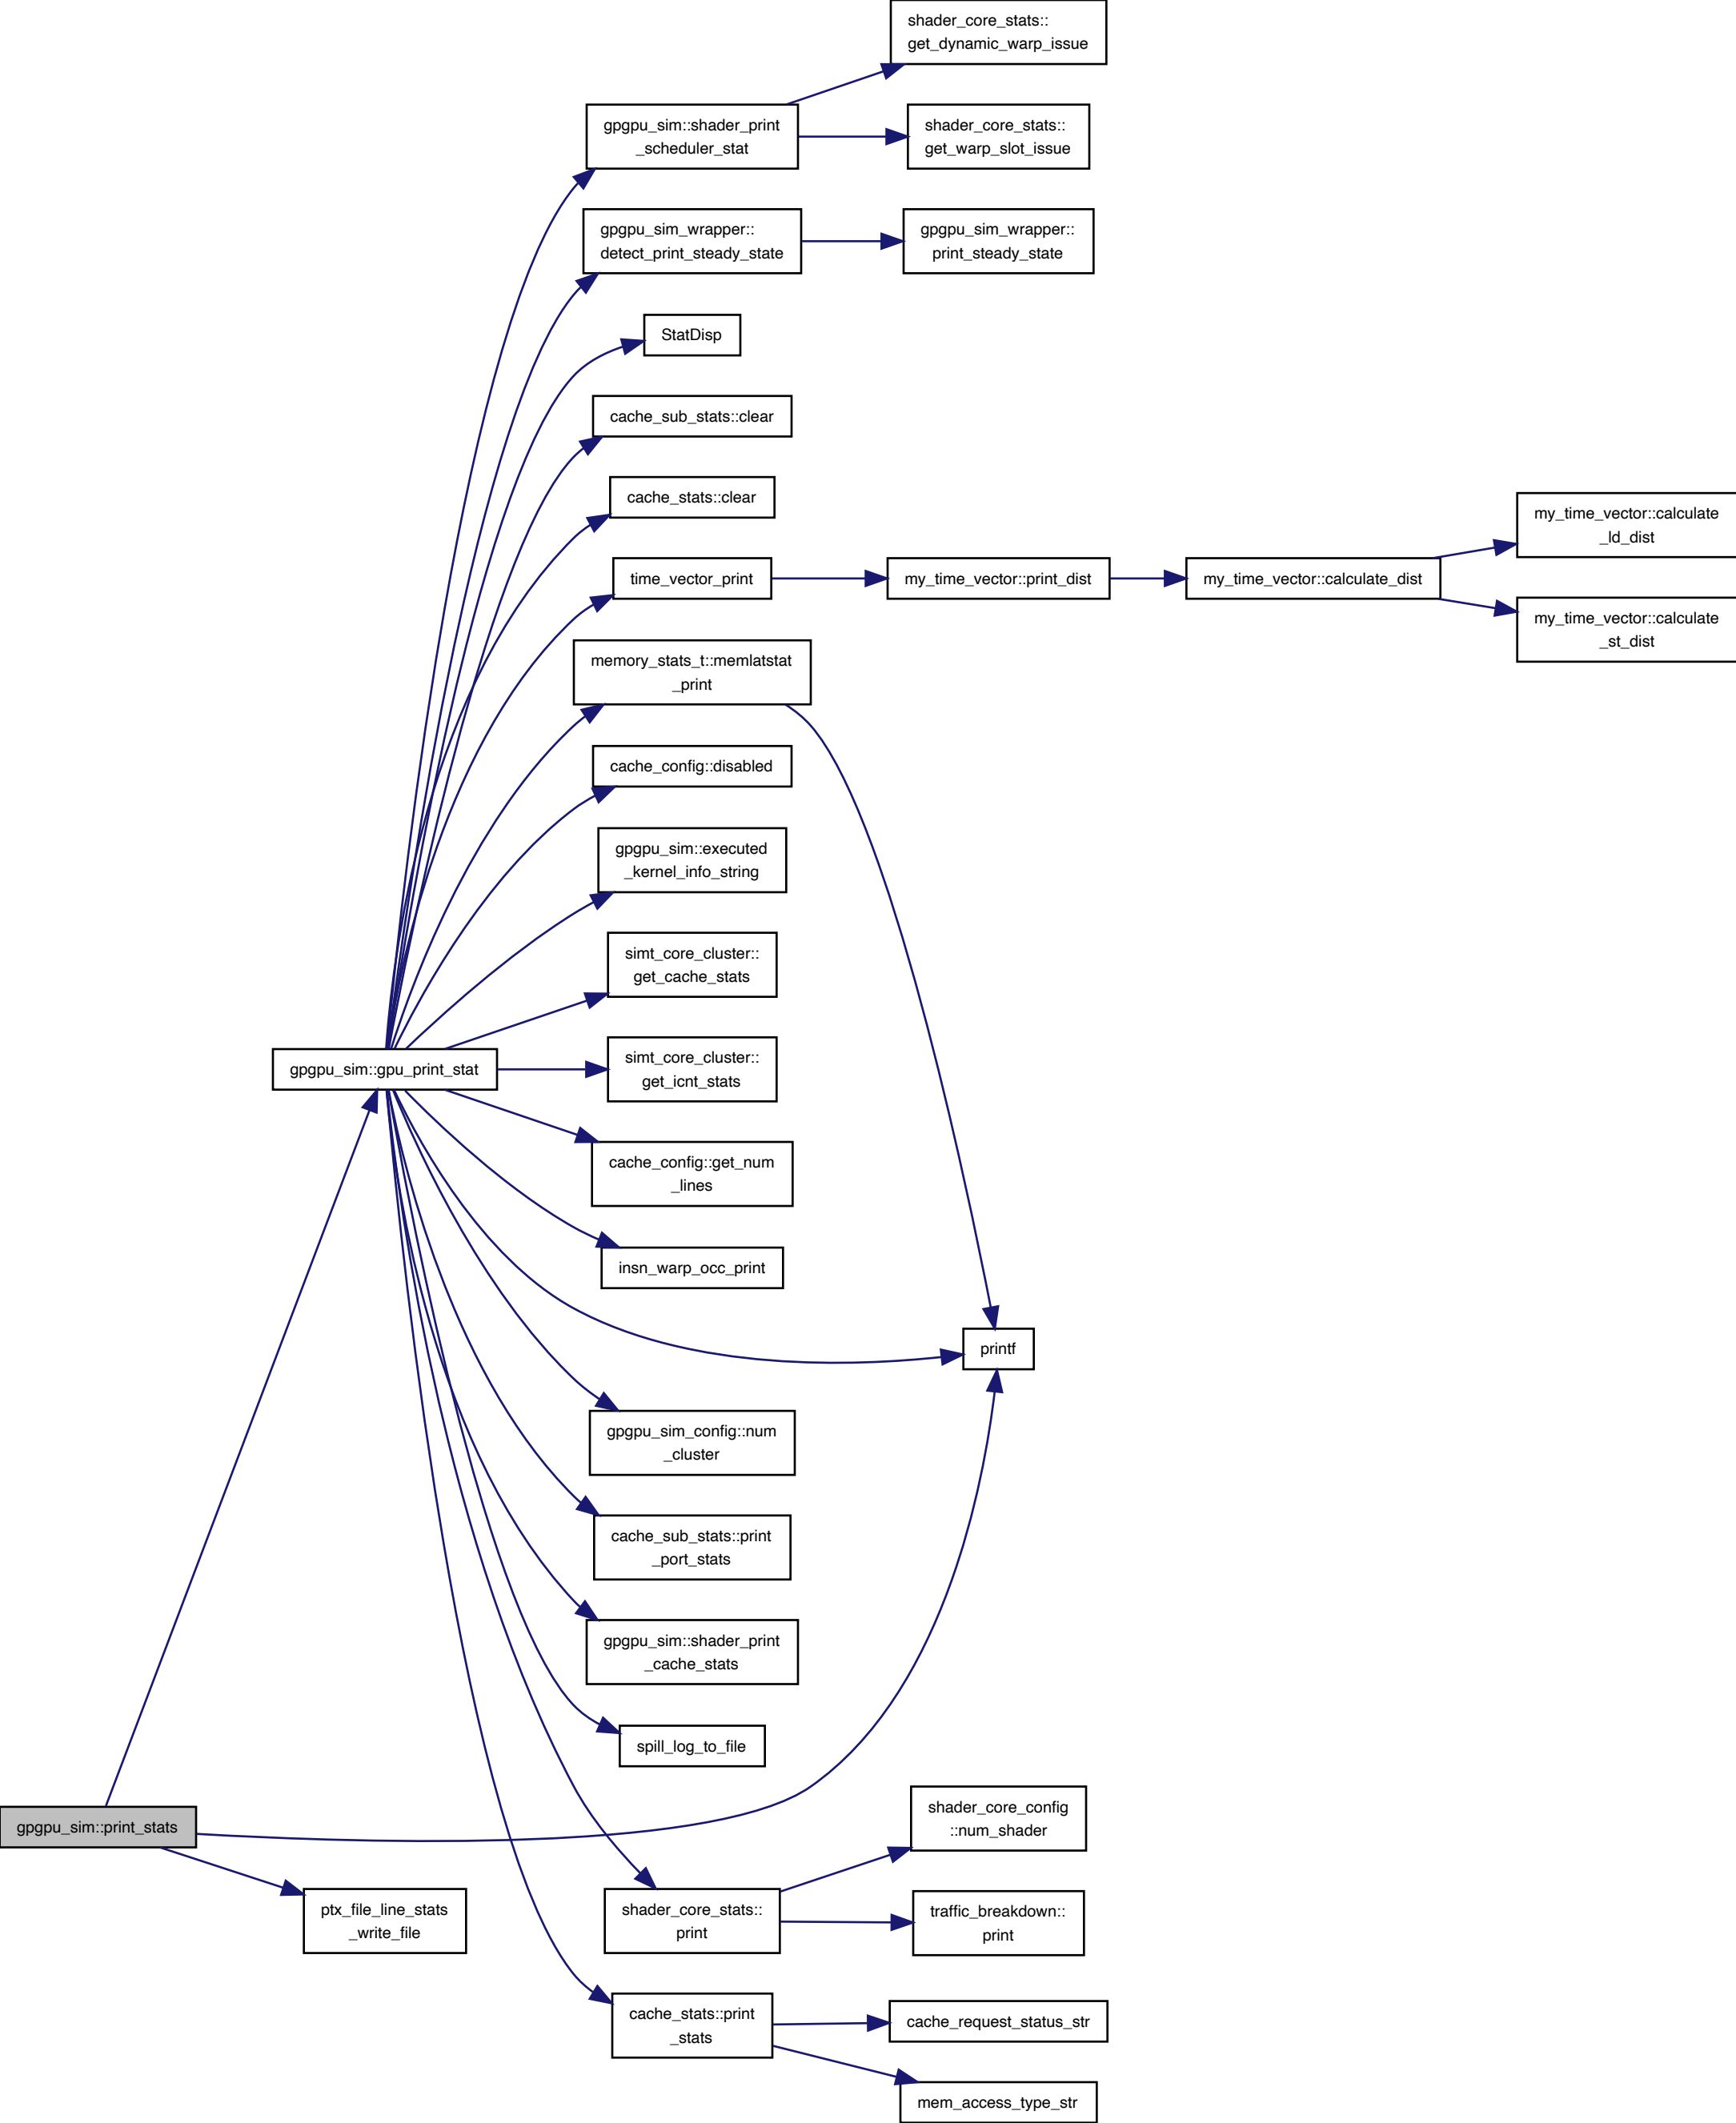 shader_core_stats::
get_dynamic_warp_issue
gpgpu_sim::shader_print
_scheduler_stat
shader_core_stats::
get_warp_slot_issue
gpgpu_sim_wrapper::
detect_print_steady_state
gpgpu_sim_wrapper::
print_steady_state
StatDisp
cache_sub_stats::clear
cache_stats::clear
my_time_vector::calculate
_ld_dist
time_vector_print
my_time_vector::print_dist
my_time_vector::calculate_dist
my_time_vector::calculate
_st_dist
memory_stats_t::memlatstat
_print
cache_config::disabled
gpgpu_sim::executed
_kernel_info_string
simt_core_cluster::
get_cache_stats
gpgpu_sim::gpu_print_stat
simt_core_cluster::
get_icnt_stats
cache_config::get_num
_lines
insn_warp_occ_print
printf
gpgpu_sim_config::num
_cluster
cache_sub_stats::print
_port_stats
gpgpu_sim::shader_print
_cache_stats
spill_log_to_file
gpgpu_sim::print_stats
shader_core_config
::num_shader
ptx_file_line_stats
_write_file
shader_core_stats::
print
traffic_breakdown::
print
cache_stats::print
_stats
cache_request_status_str
mem_access_type_str